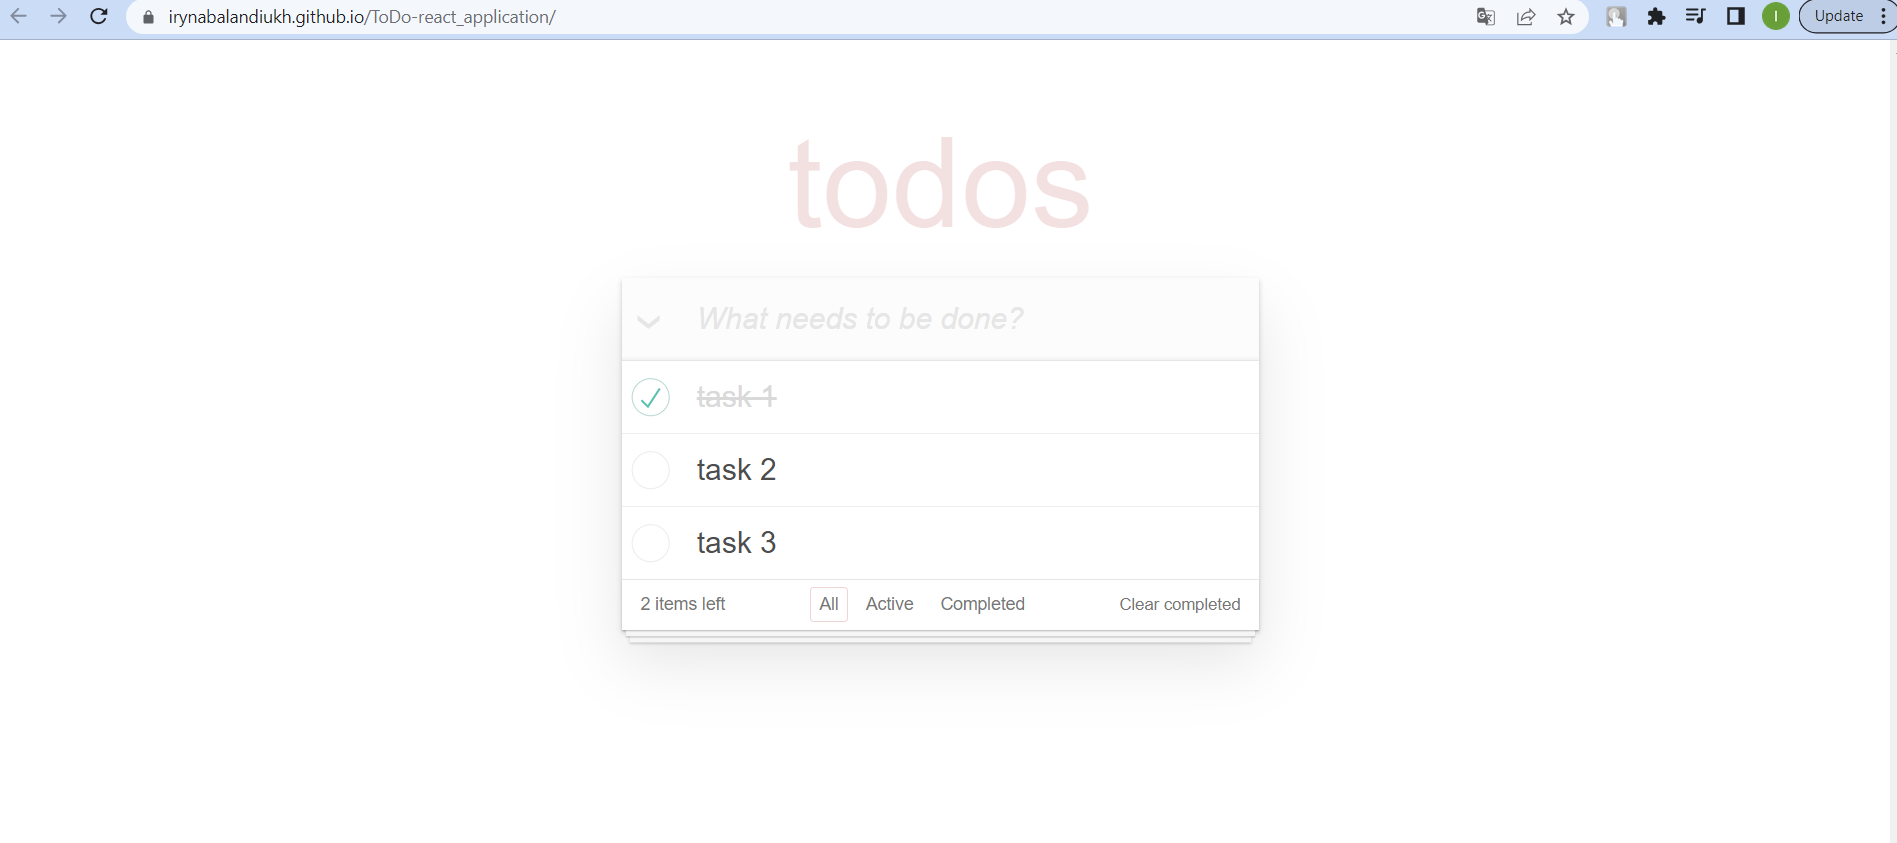 irynabalandiukh.github.io/ToDo-react_application/
I
Update
todos
What needs to be done?
task 1
task 2
task 3
2 items left All Active Completed Clear completed